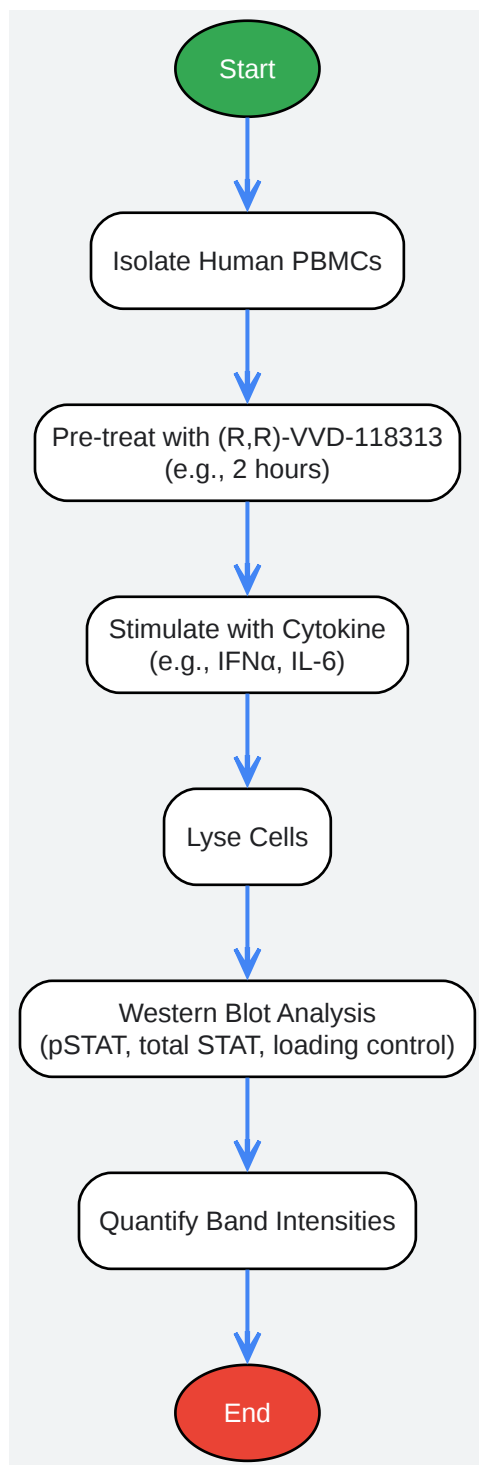 Start
Isolate Human PBMCs
Pre-treat with (R,R)-VVD-118313
(e.g., 2 hours)
Stimulate with Cytokine
(e.g., IFNα, IL-6)
Lyse Cells
Western Blot Analysis
(pSTAT, total STAT, loading control)
Quantify Band Intensities
End